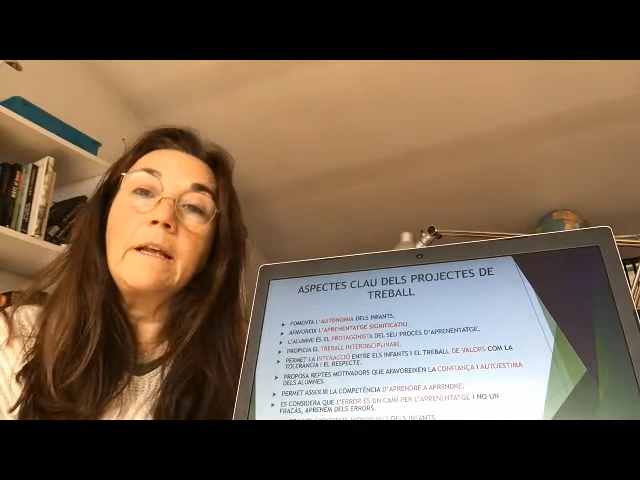 ASPECTES CLAU DELS PROJECTES DE
TREBALL
FOMENTA L'AUTONOMIA DELS INFANTS.
AFAVOREIX L'APRENENTATGE SIGNIFICATIU.
L'ALUMNE ÉS EL PROTAGONISTA DEL SEU PROCÉS D'APRENENTATGE.
PROPICIA EL TREBALL INTERDISCIPLINARI.
PERMET LA INTERACCIÓ ENTRE ELS INFANTS I EL TREBALL DE VALORS COM LA
TOLERÀNCIA I EL RESPECTE.
PROPOSA REPTES MOTIVADORS QUE AFAVOREIXEN LA CONFIANÇA I AUTOESTIMA
DELS ALUMNES.
PERMET ASSOLIR LA COMPETÈNCIA D'APRENDRE A APRENDRE.
ES CONSIDERA QUE L'ERROR ÉS UN CAMÍ PER L'APRENENTATGE I NO UN
FRACÀS, APRENEM DELS ERRORS.
DELS INFANTS